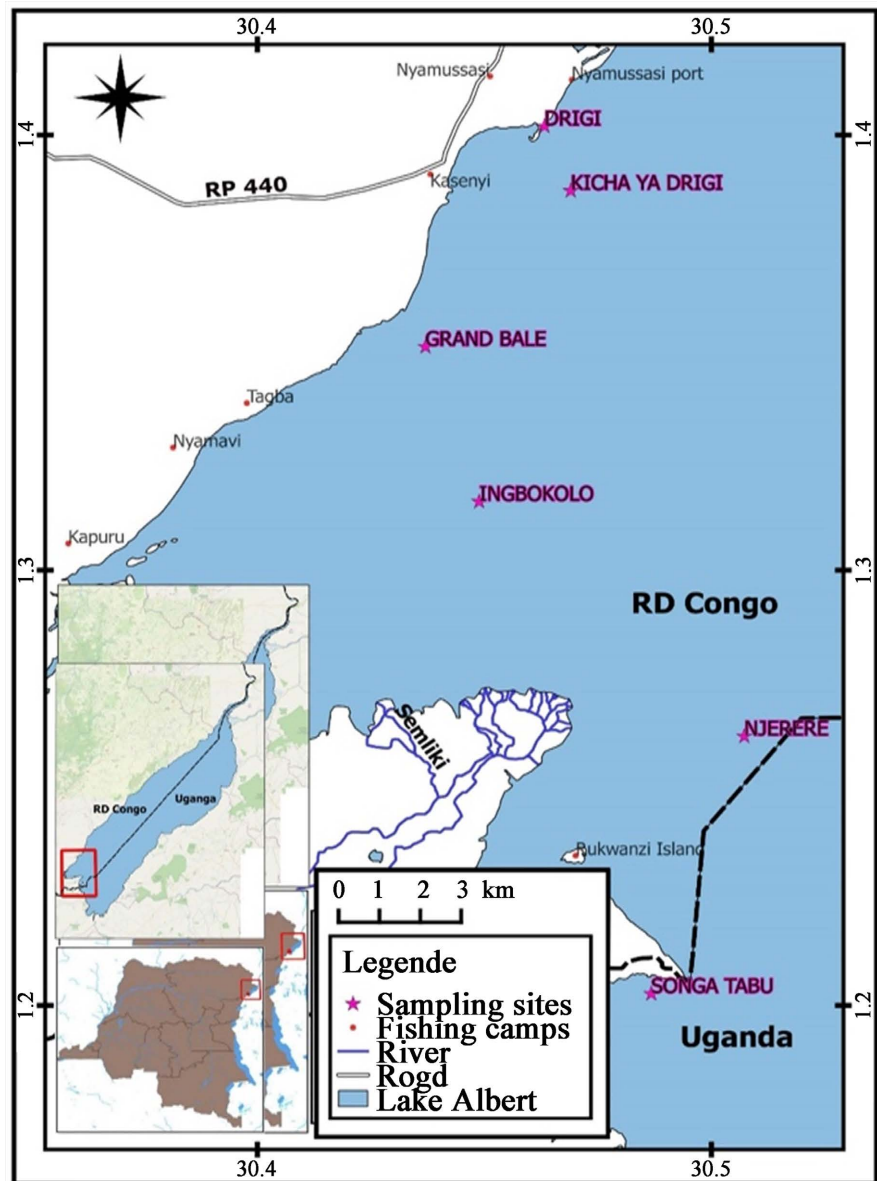 30.4 30.5
Nyamussasi
Nyamussasi port
DRIGI
1.4 1.4
RP 440
Kasenyi
KICHA YA DRIGI
GRAND BALE
Tagba
Nyamavi
INGBOKOLO
Kapuru
1.3 1.3
RD Congo
Semliki
NJERERE
RD Congo
Uganga
Bukwanzi Island
0 1 2 3 km
Legende
Sampling sites
Fishing camps
River
Rogd
Lake Albert
SONGA TABU
1.2 1.2
Uganda
30.4 30.5